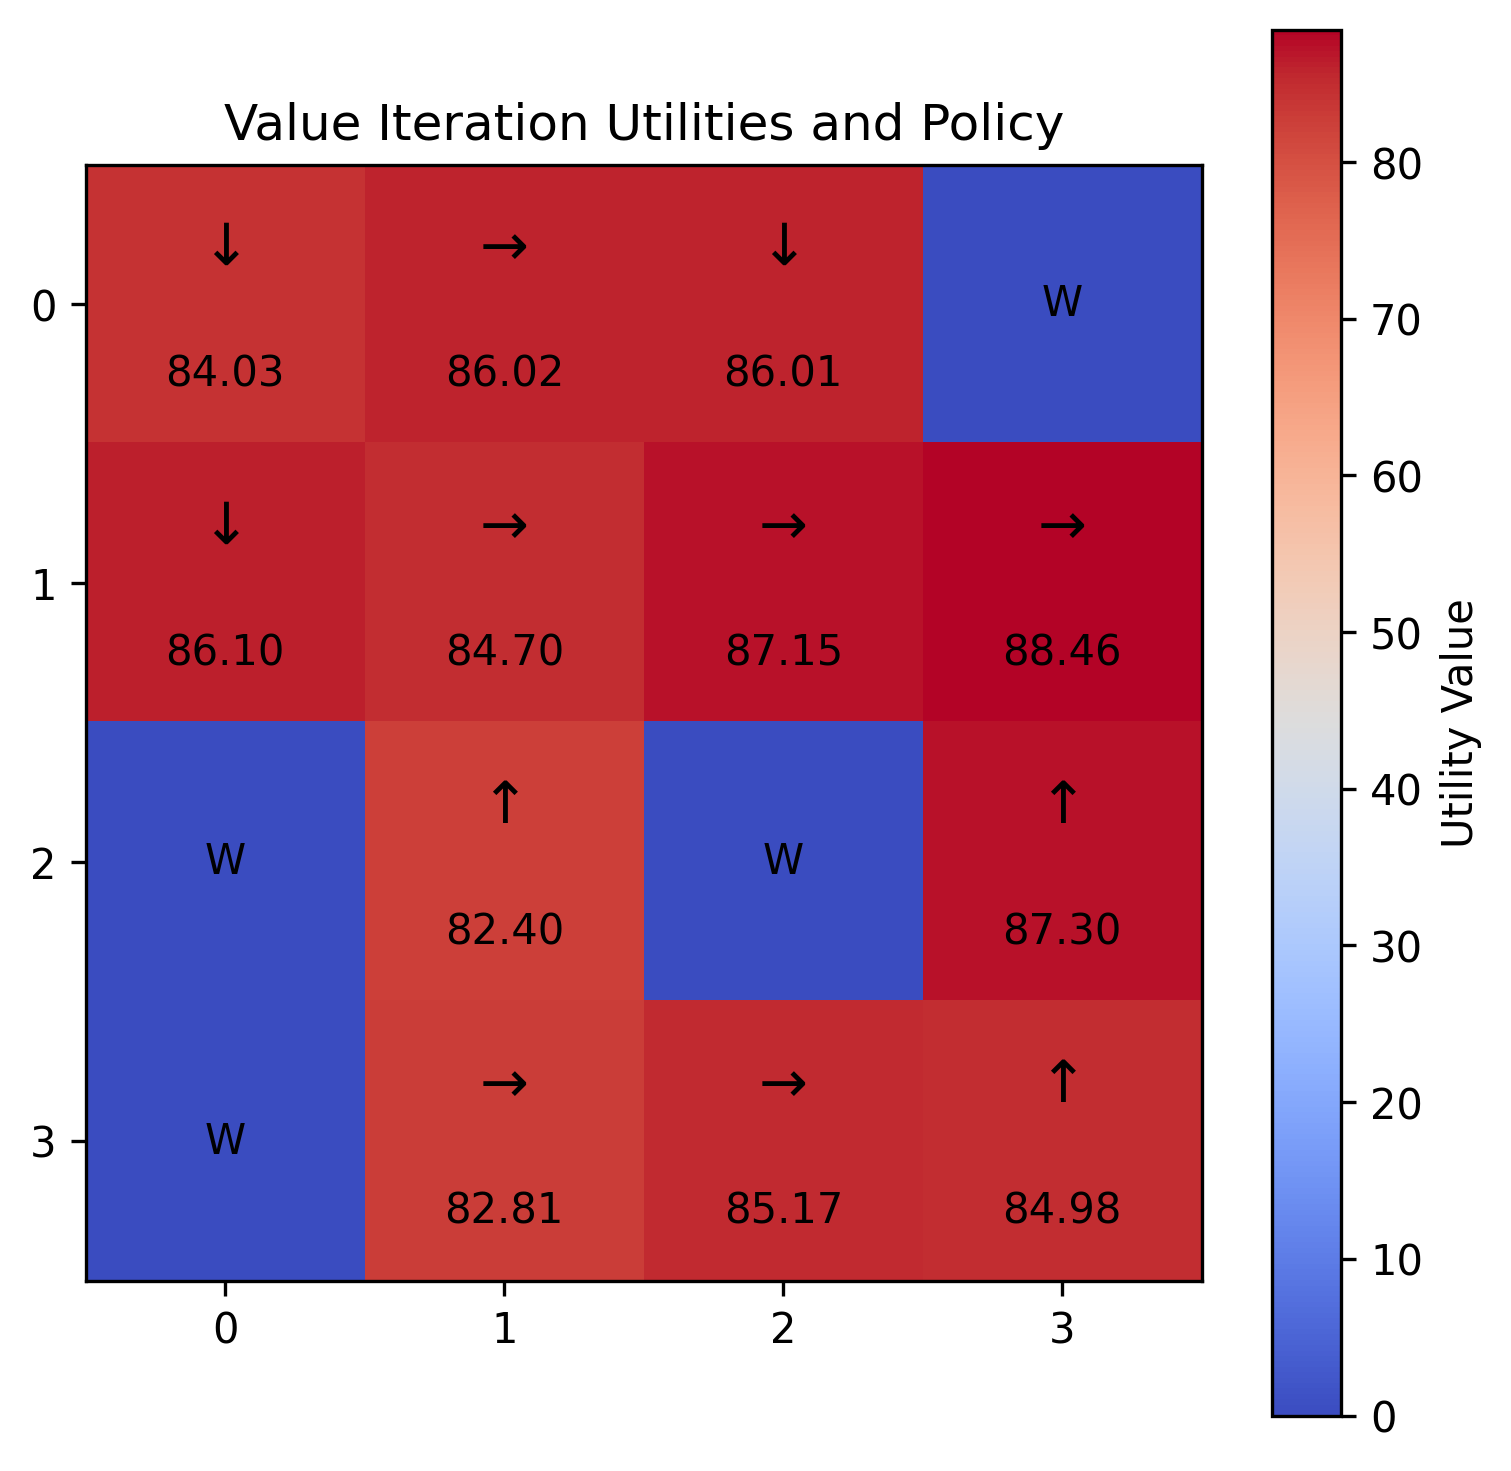 Value Iteration Utilities and Policy
↓ → ↓
0 W 80
84.03 86.02 86.01 70
↓ → → → 60
1 50
86.10 84.70 87.15 88.46
Utility Value
↑ ↑ 40
2 W W
82.40 87.30 30
→ → ↑ 20
3 W
82.81 85.17 84.98 10
0 1 2 3
0